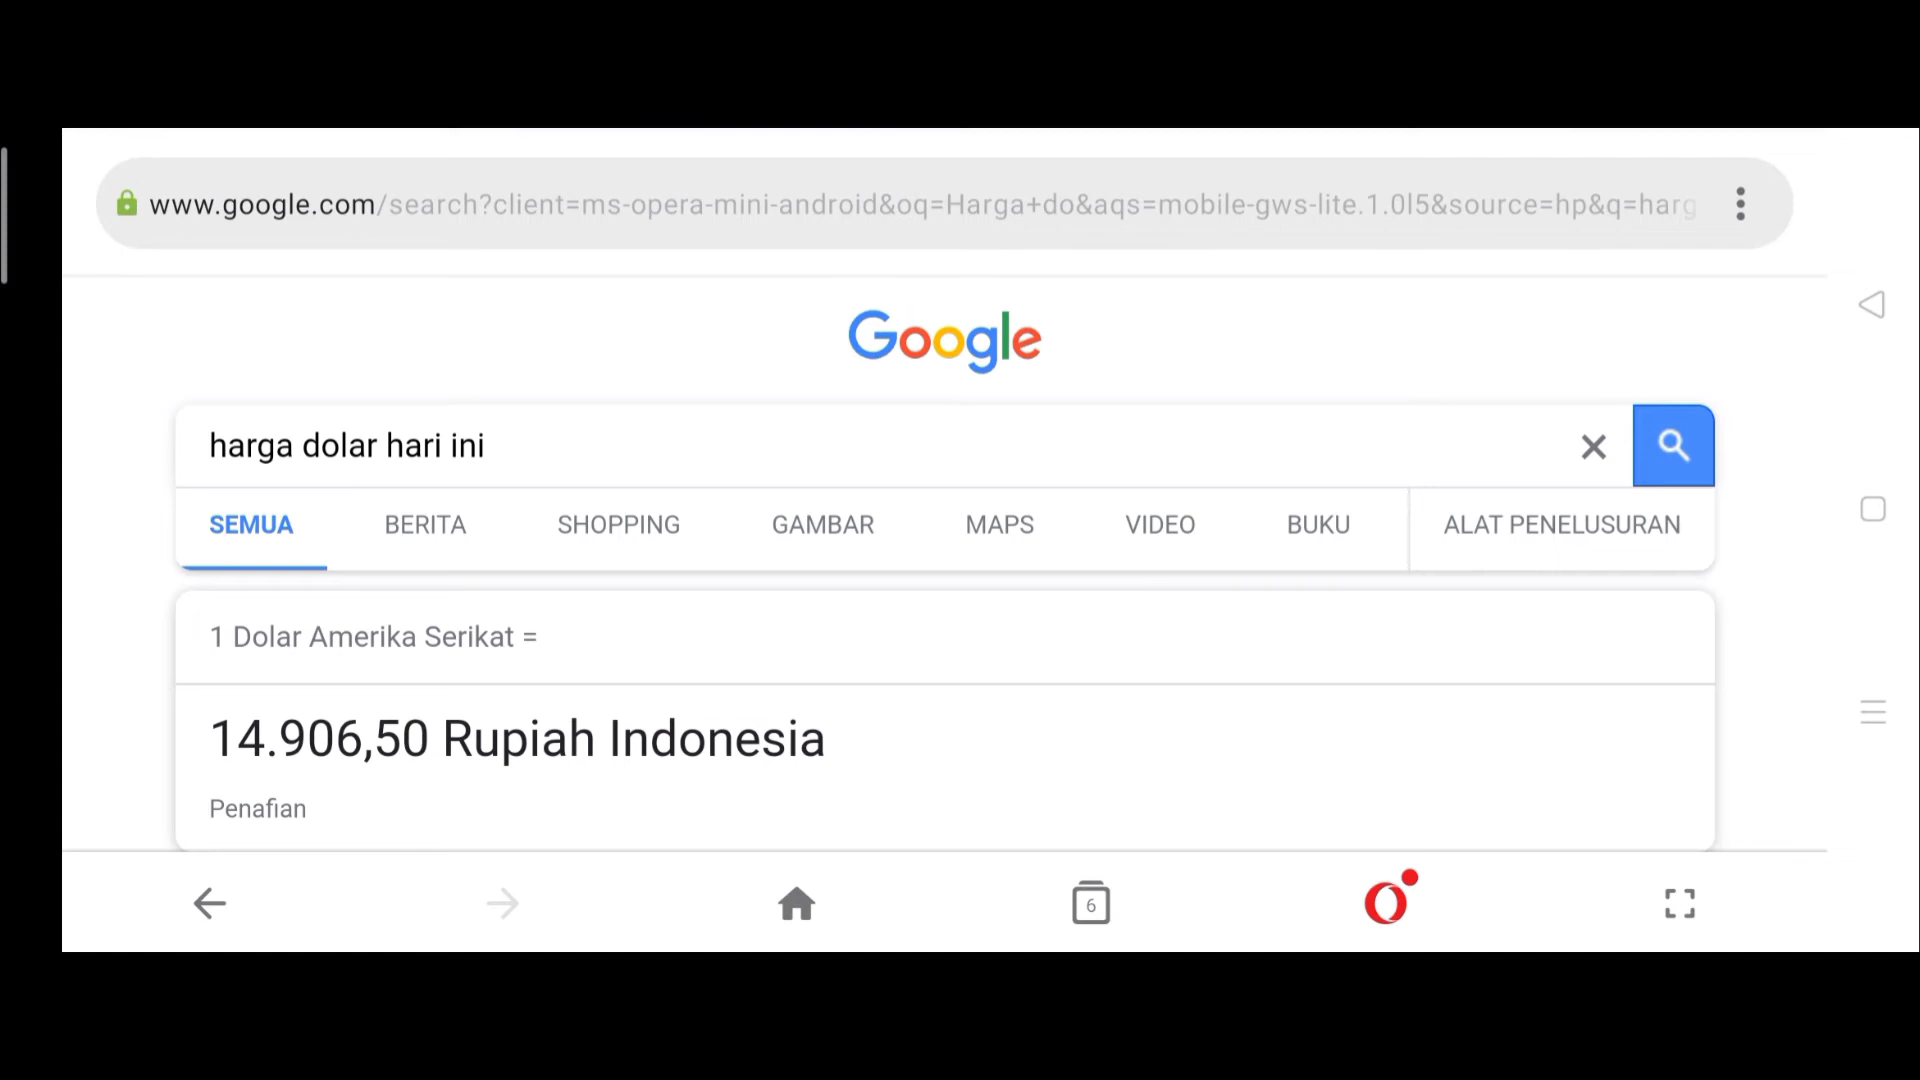 www.google.com/search?client=ms-opera-mini-android&oq=Harga+do&aqs=mobile-gws-lite.1.0l5&source=hp&q=harg
Google
harga dolar hari ini
SEMUA BERITA SHOPPING GAMBAR MAPS VIDEO BUKU ALAT PENELUSURAN
1 Dolar Amerika Serikat =
14.906,50 Rupiah Indonesia
Penafian
6